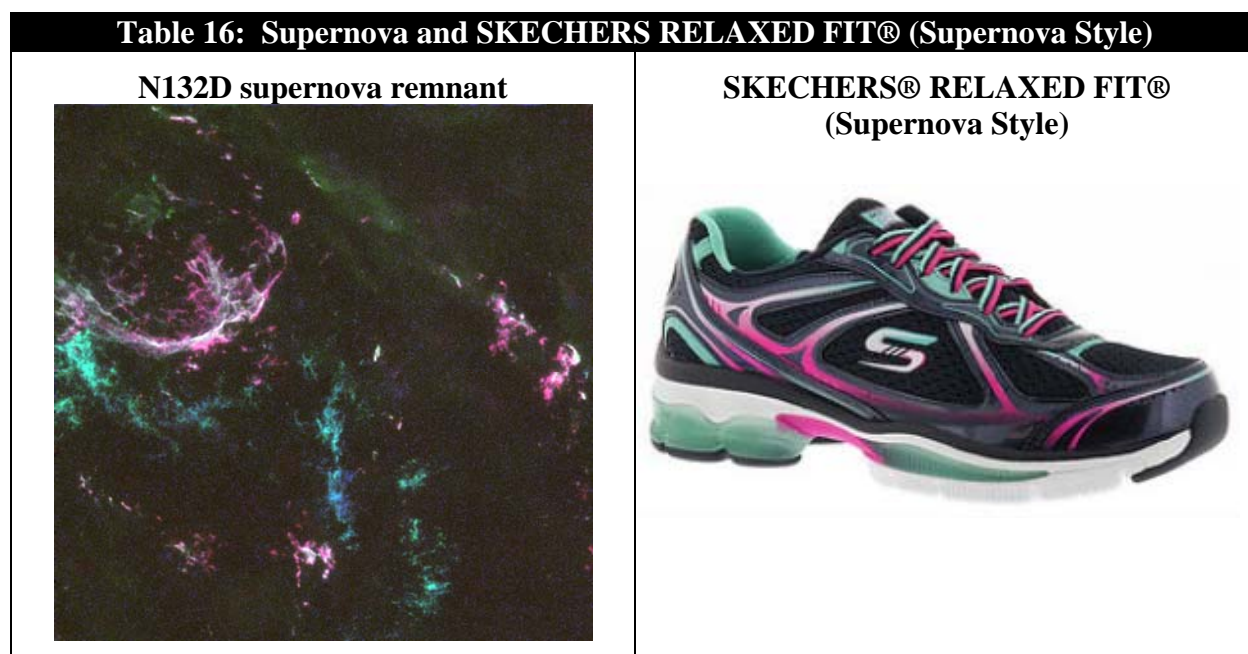 Table 16:  Supernova and SKECHERS RELAXED FIT® (Supernova Style)
N132D supernova remnant
SKECHERS® RELAXED FIT®
(Supernova Style)